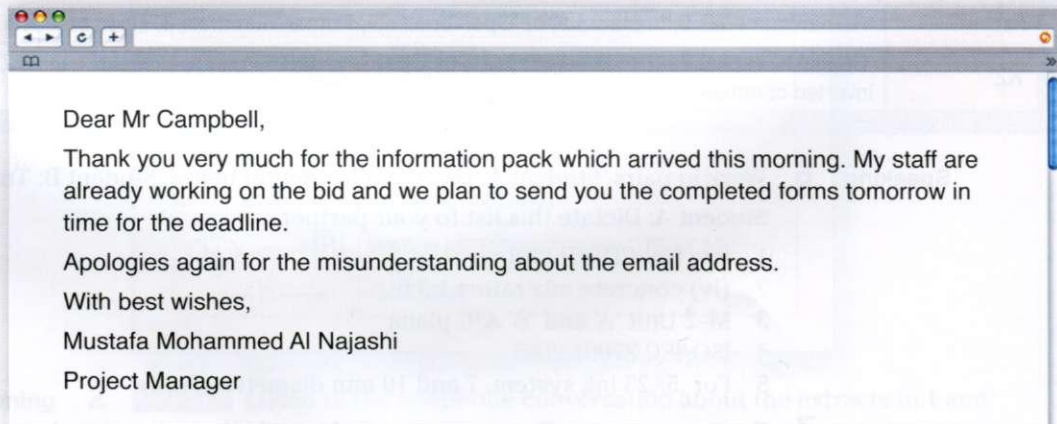 Dear Mr Campbell,
Thank you very much for the information pack which arrived this morning. My staff are
already working on the bid and we plan to send you the completed forms tomorrow in
time for the deadline.
Apologies again for the misunderstanding about the email address.
With best wishes,
Mustafa Mohammed Al Najashi
Project Manager